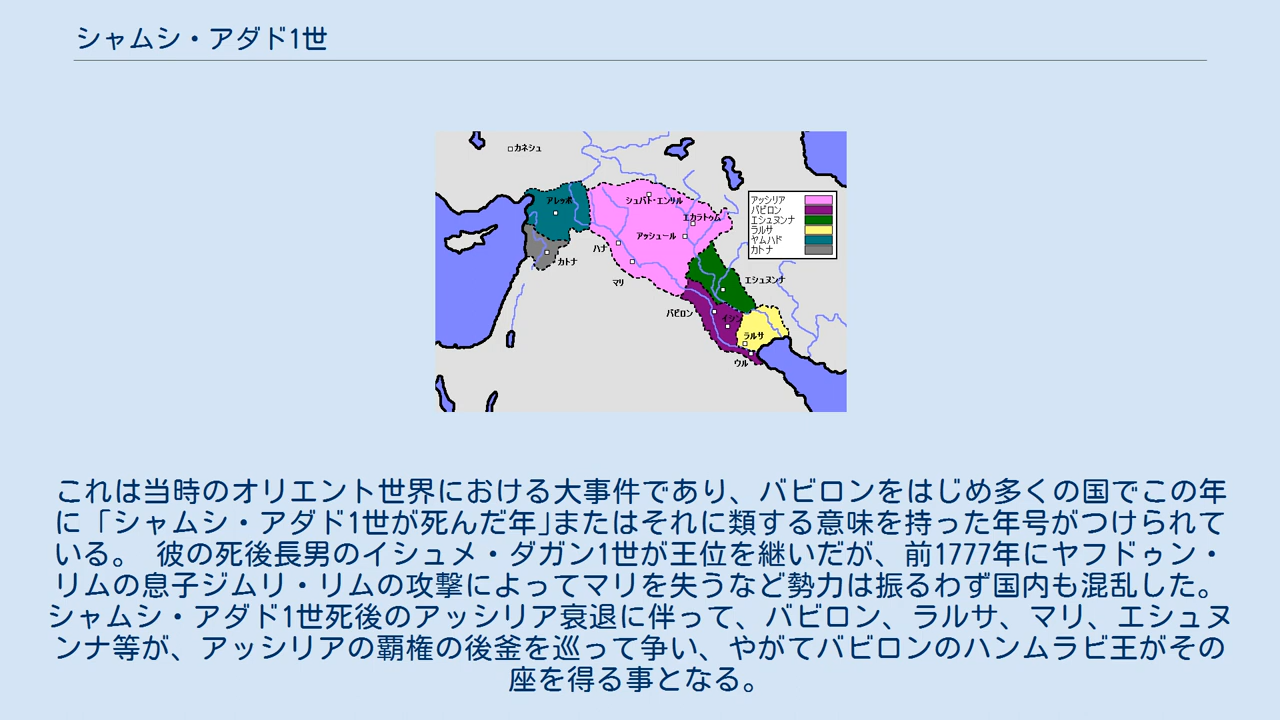 シャムシ・アダド1世
カネシュ
アレッポ
シュバト・エンリル
エカラトゥム
アッシュール
ハナ
カトナ
マリ
エシュヌンナ
バビロン
イシン
ラルサ
ウル
アッシリア
バビロン
エシュヌンナ
ラルサ
ヤムハド
カトナ
これは当時のオリエント世界における大事件であり、バビロンをはじめ多くの国でこの年
に「シャムシ・アダド1世が死んだ年」またはそれに類する意味を持った年号がつけられて
いる。 彼の死後長男のイシュメ・ダガン1世が王位を継いだが、前1777年にヤフドゥン・
リムの息子ジムリ・リムの攻撃によってマリを失うなど勢力は振るわず国内も混乱した。
シャムシ・アダド1世死後のアッシリア衰退に伴って、バビロン、ラルサ、マリ、エシュヌ
ンナ等が、アッシリアの覇権の後釜を巡って争い、やがてバビロンのハンムラビ王がその
座を得る事となる。